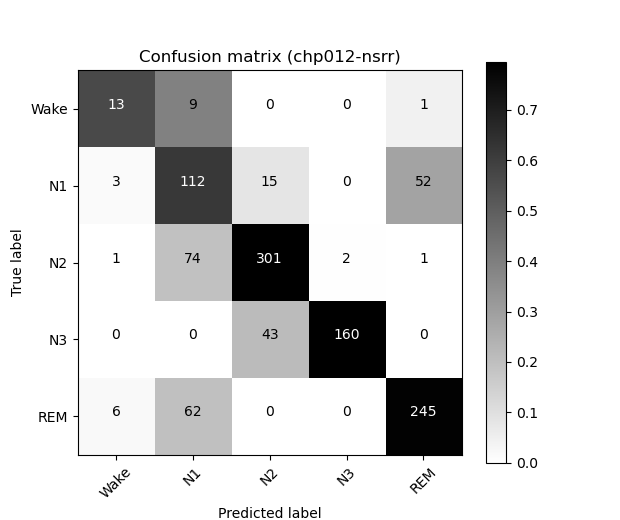 Confusion matrix (chp012-nsrr)
Wake 13 9 0 0 1
N1 3 112 15 0 52
N2 1 74 301 2 1
N3 0 0 43 160 0
REM 6 62 0 0 245
Wake N1 N2 N3 REM
Predicted label
True label
0.7
0.6
0.5
0.4
0.3
0.2
0.1
0.0